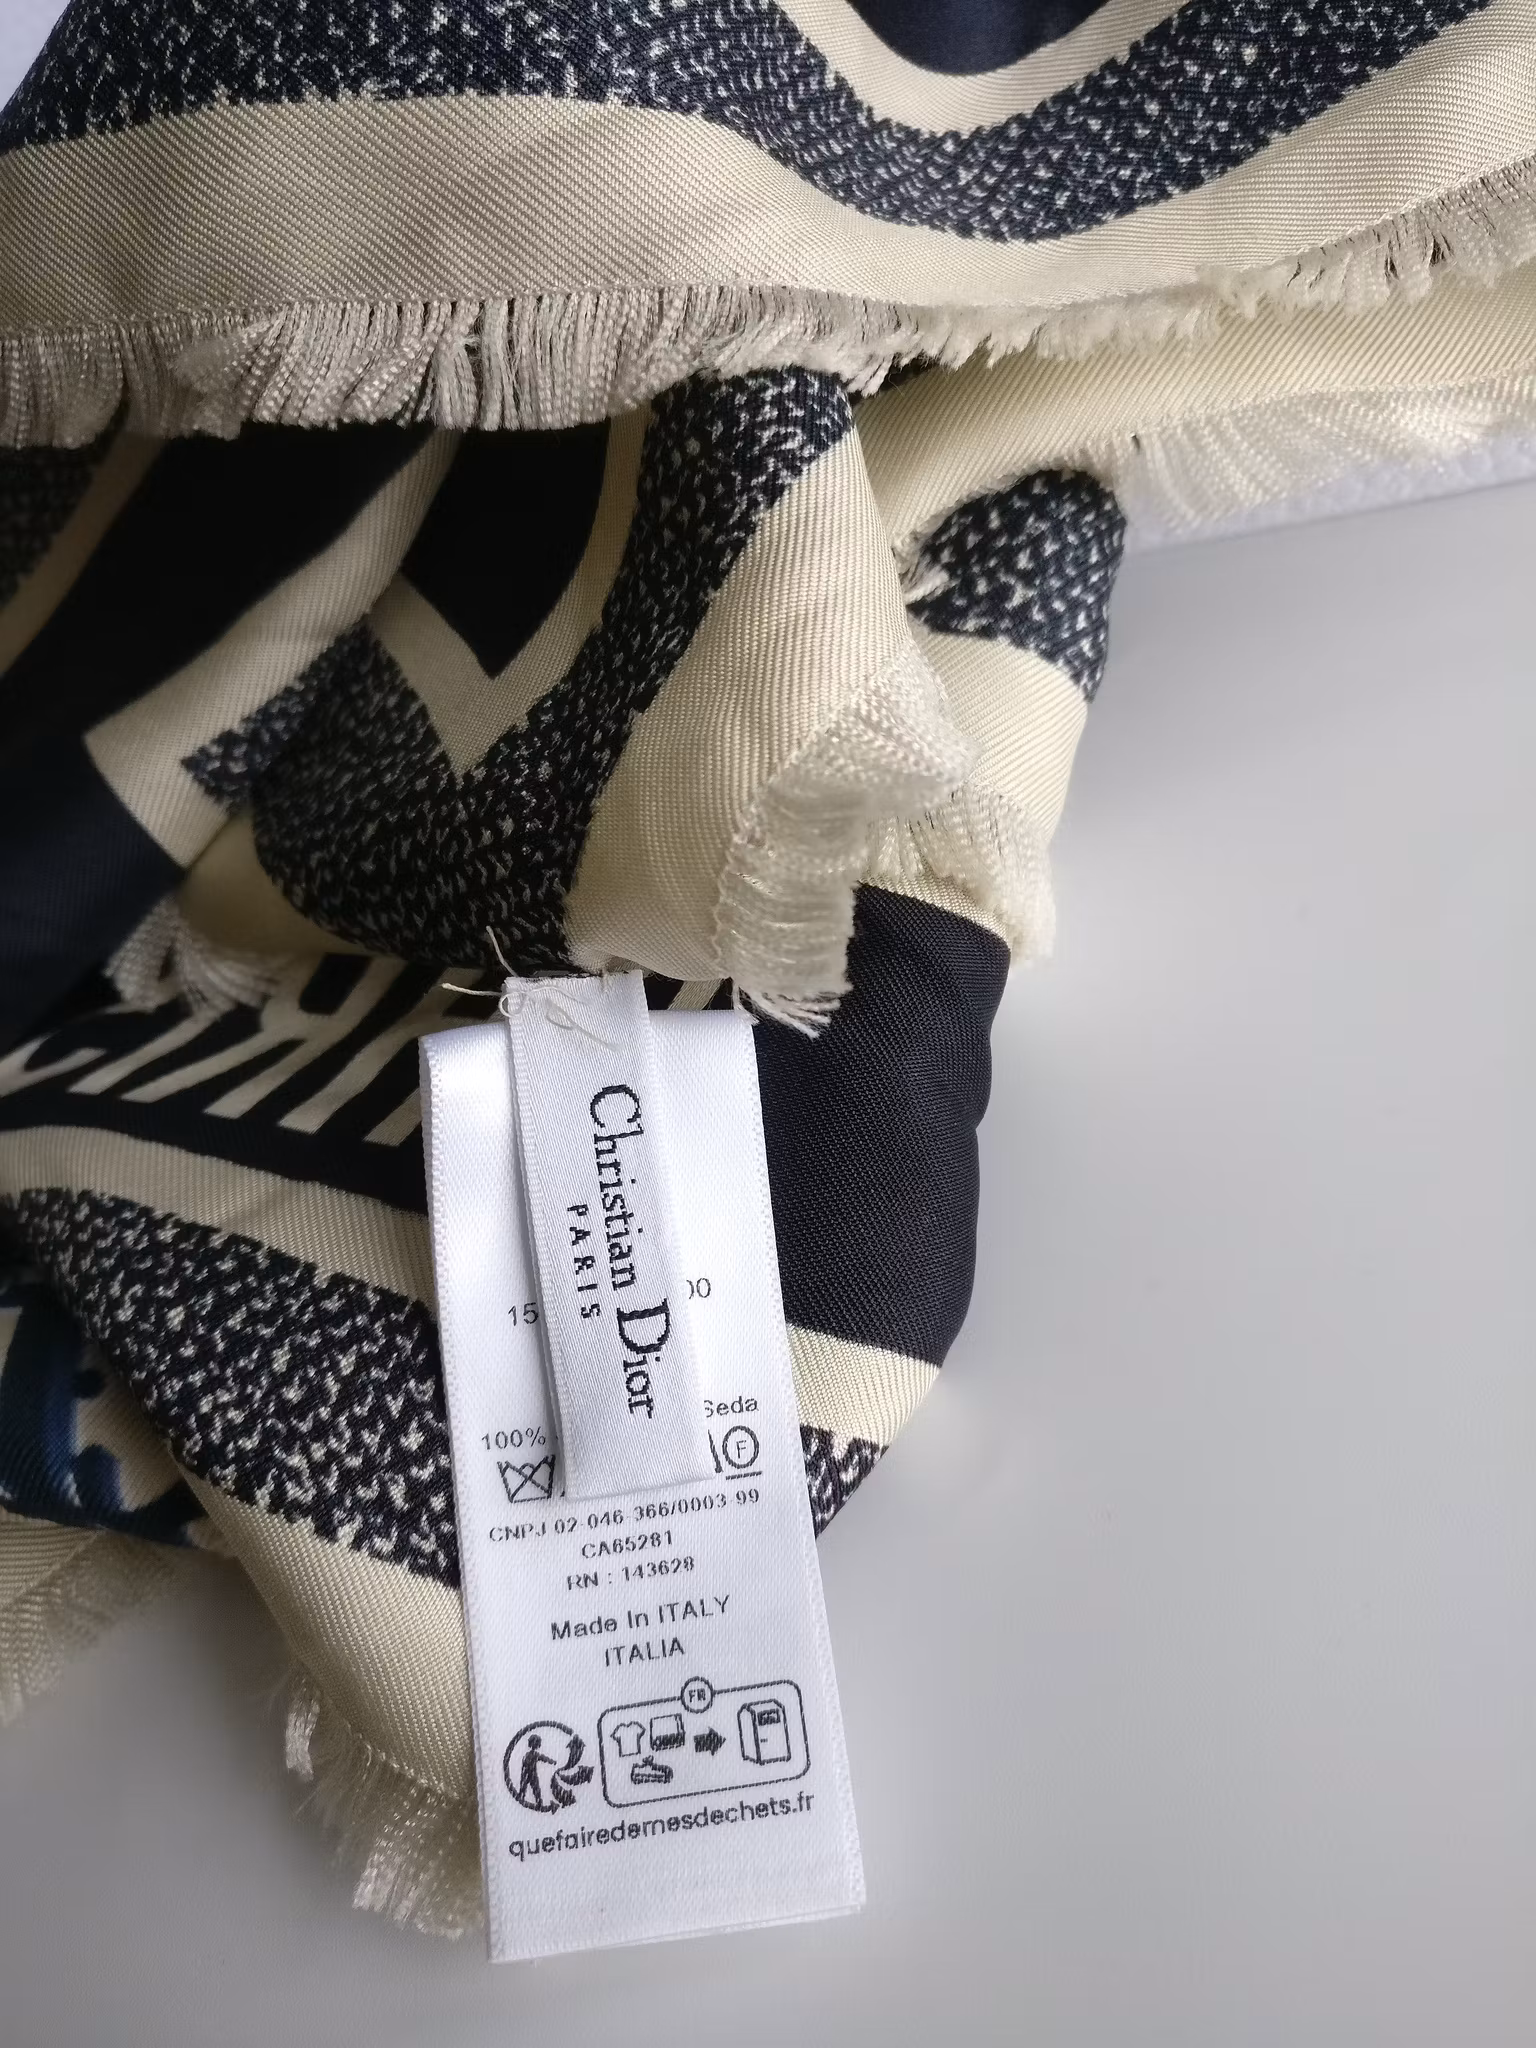 Christian Dior
PARIS
15
00
100%
Seda
F
CNPJ 02-046-366/0003-99
CA65281
RN : 143628
Made In ITALY
ITALIA
FR
quefairedemesdechets.fr